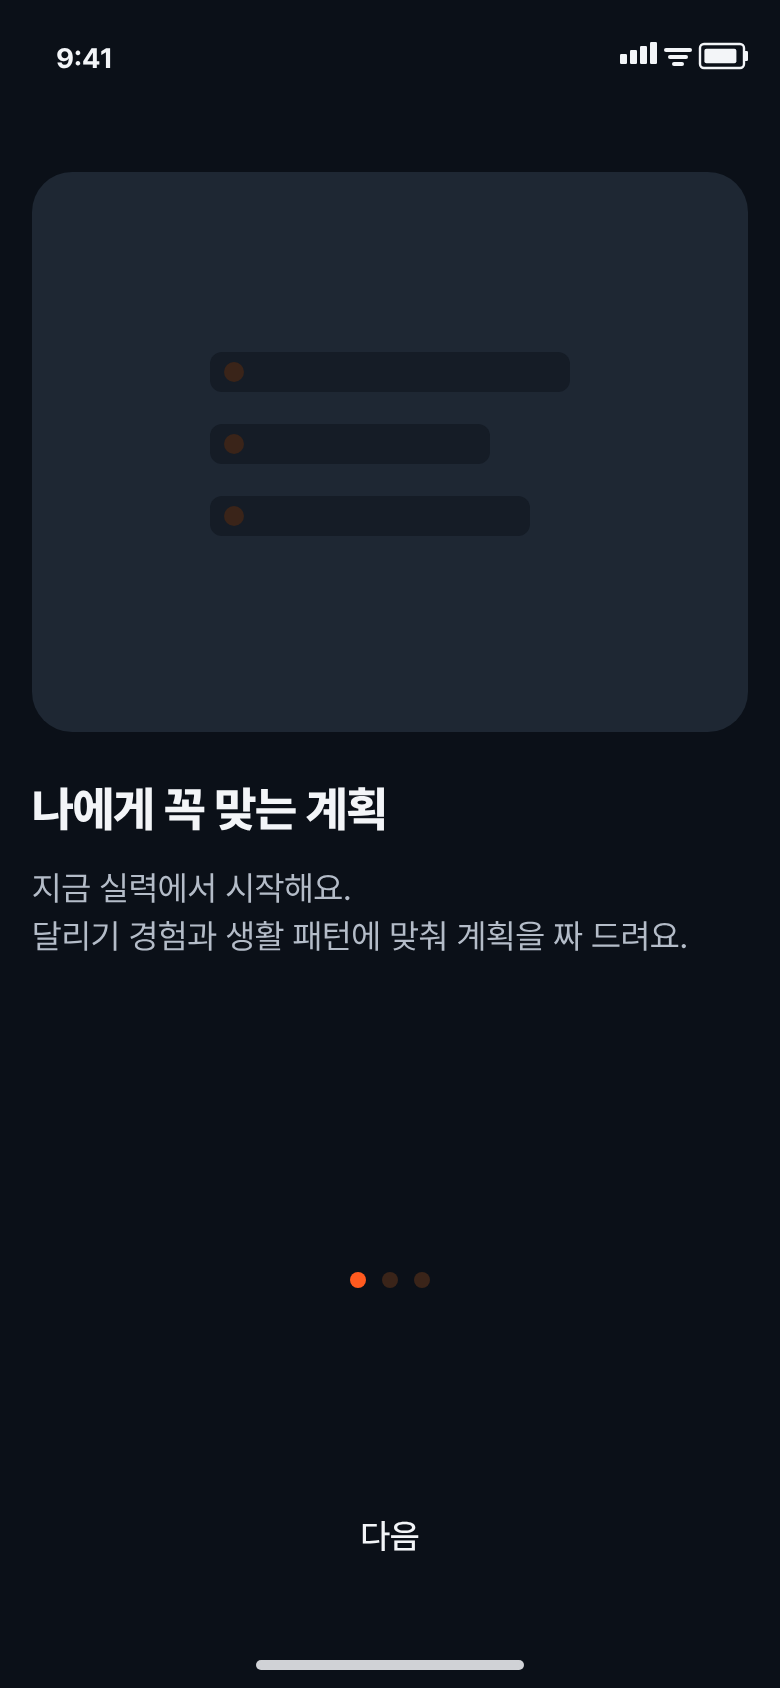 9:41
나에게 꼭 맞는 계획
지금 실력에서 시작해요.
달리기 경험과 생활 패턴에 맞춰 계획을 짜 드려요.
다음